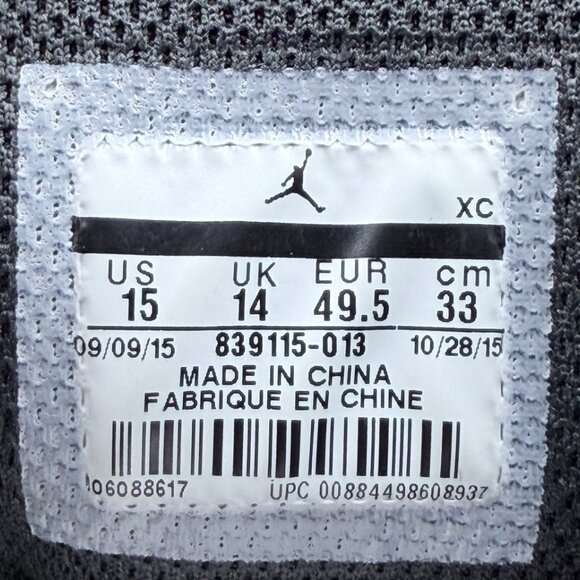 XC
US UK EUR cm
15 14 49.5 33
09/09/15 839115-013 10/28/15
MADE IN CHINA
FABRIQUE EN CHINE
06088617 UPC 00884498608937